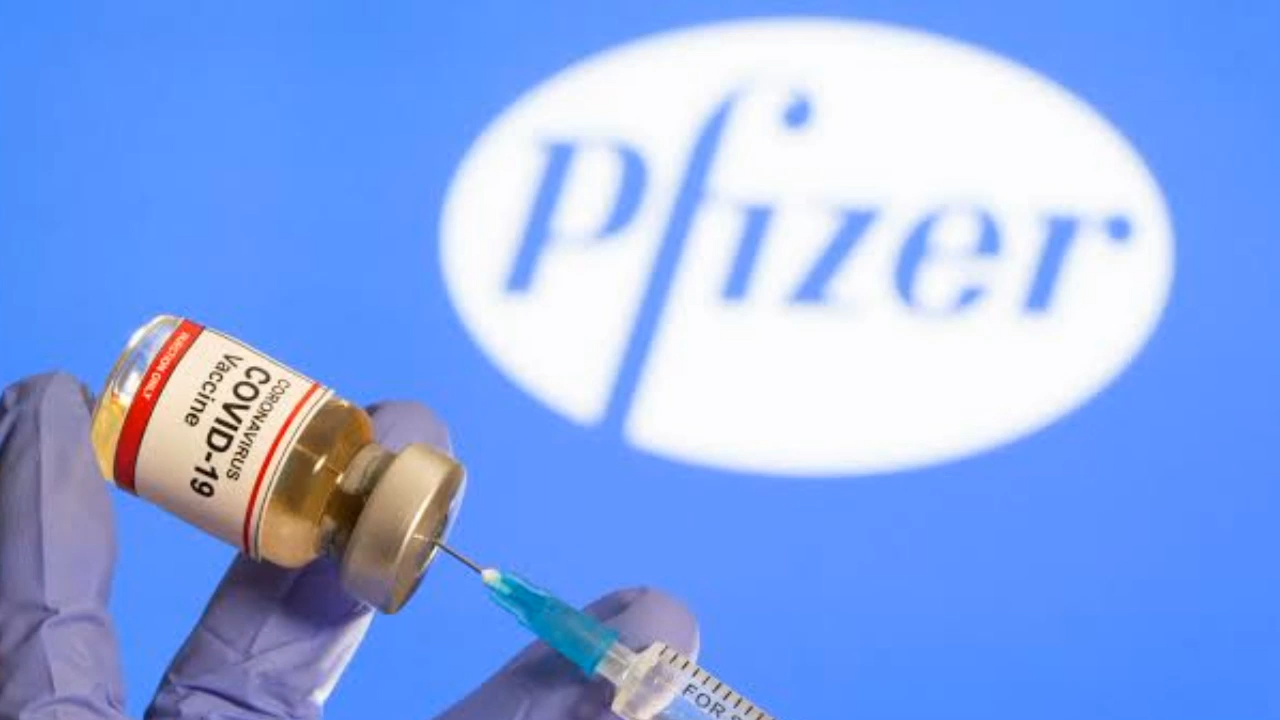 Pfizer
INJECTION ONLY
CORONAVIRUS
COVID-19
Vaccine
FOR